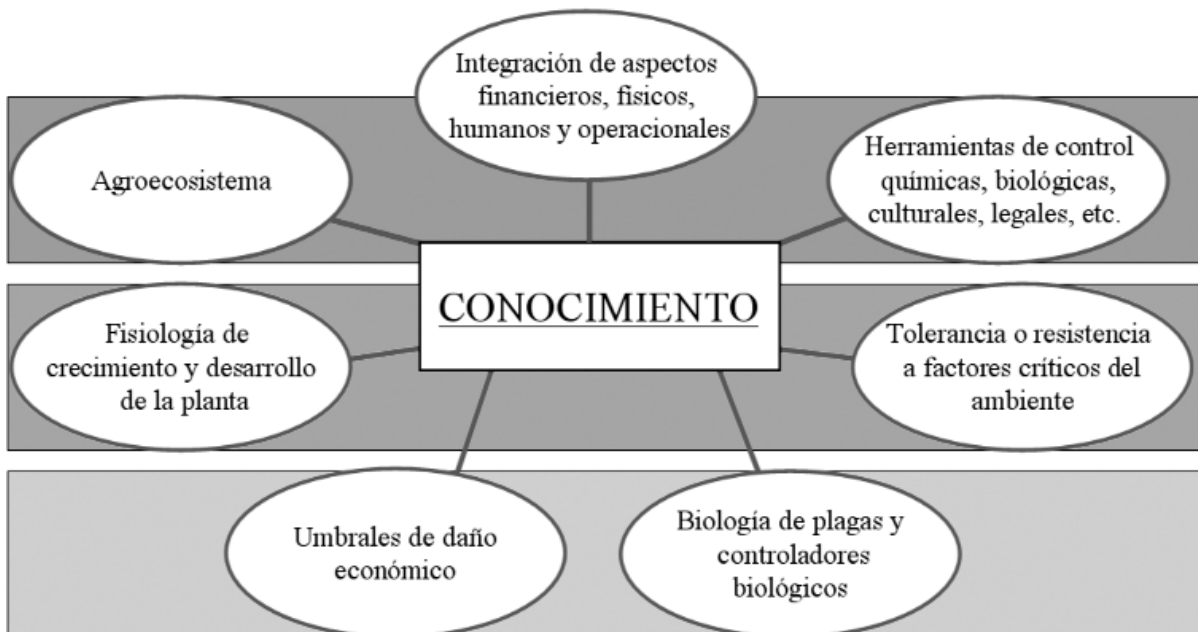 Integración de aspectos
financieros, físicos,
humanos y operacionales
Agroecosistema
Herramientas de control
químicas, biológicas,
culturales, legales, etc.
CONOCIMIENTO
Fisiología de
crecimiento y desarrollo
de la planta
Tolerancia o resistencia
a factores críticos del
ambiente
Umbrales de daño
económico
Biología de plagas y
controladores
biológicos